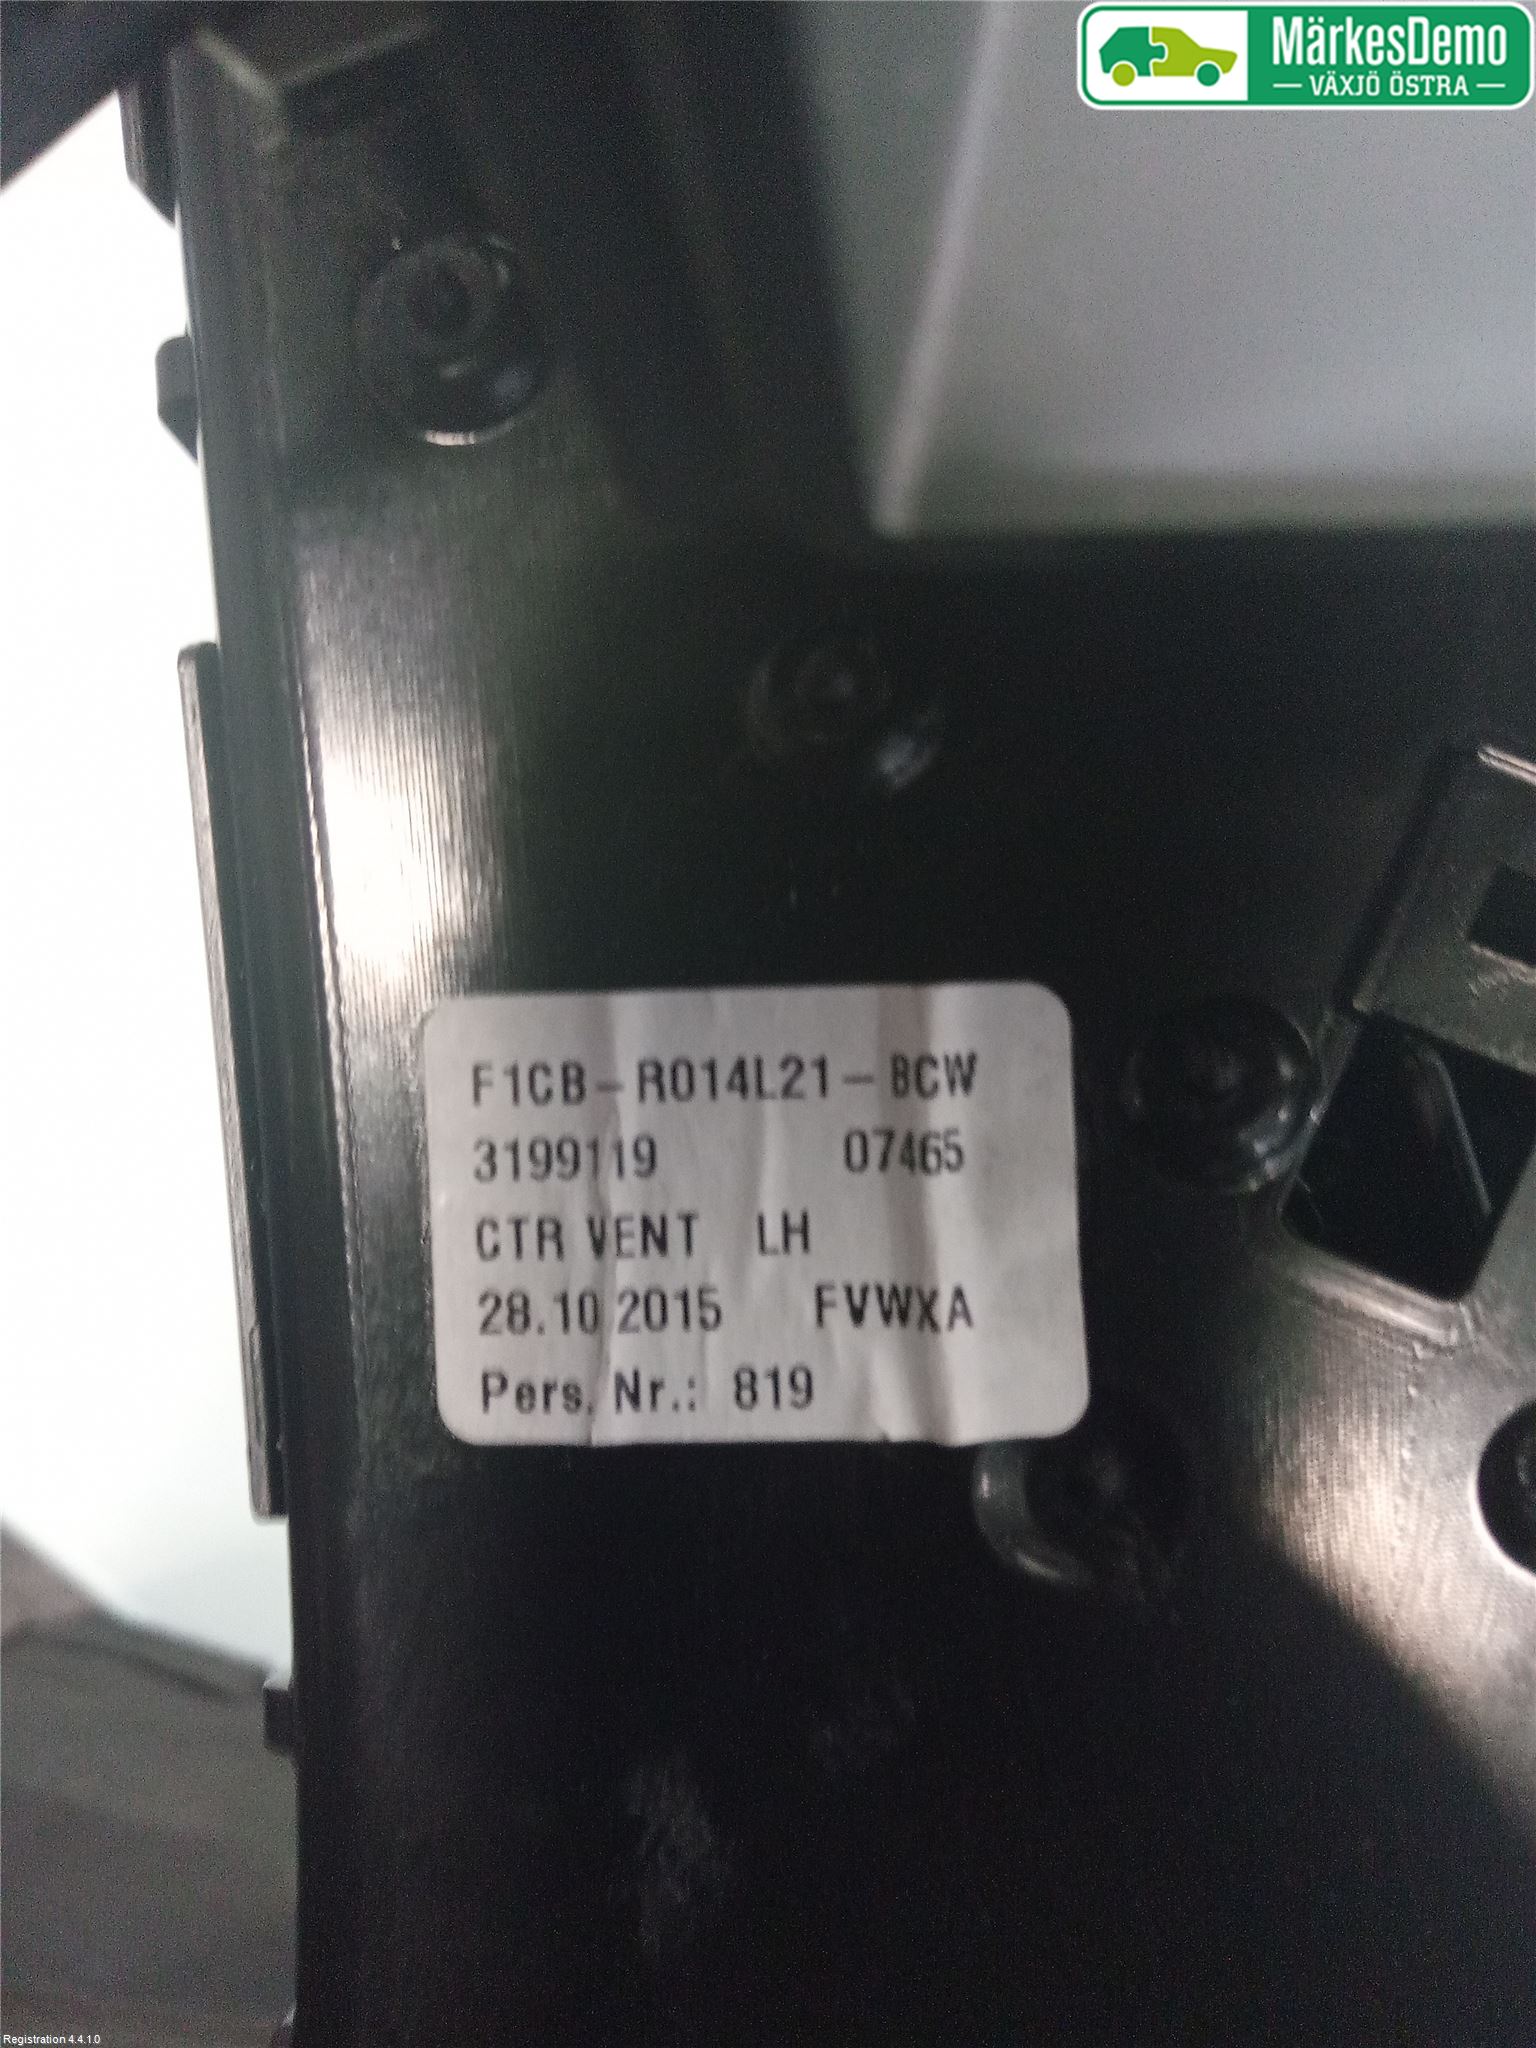 MärkesDemo
— VÄXJÖ ÖSTRA —
F1CB-R014L21-BCW
3199119 07465
CTR VENT LH
28.10.2015 FVWXA
Pers. Nr.: 819
Registration 4.4.1.0